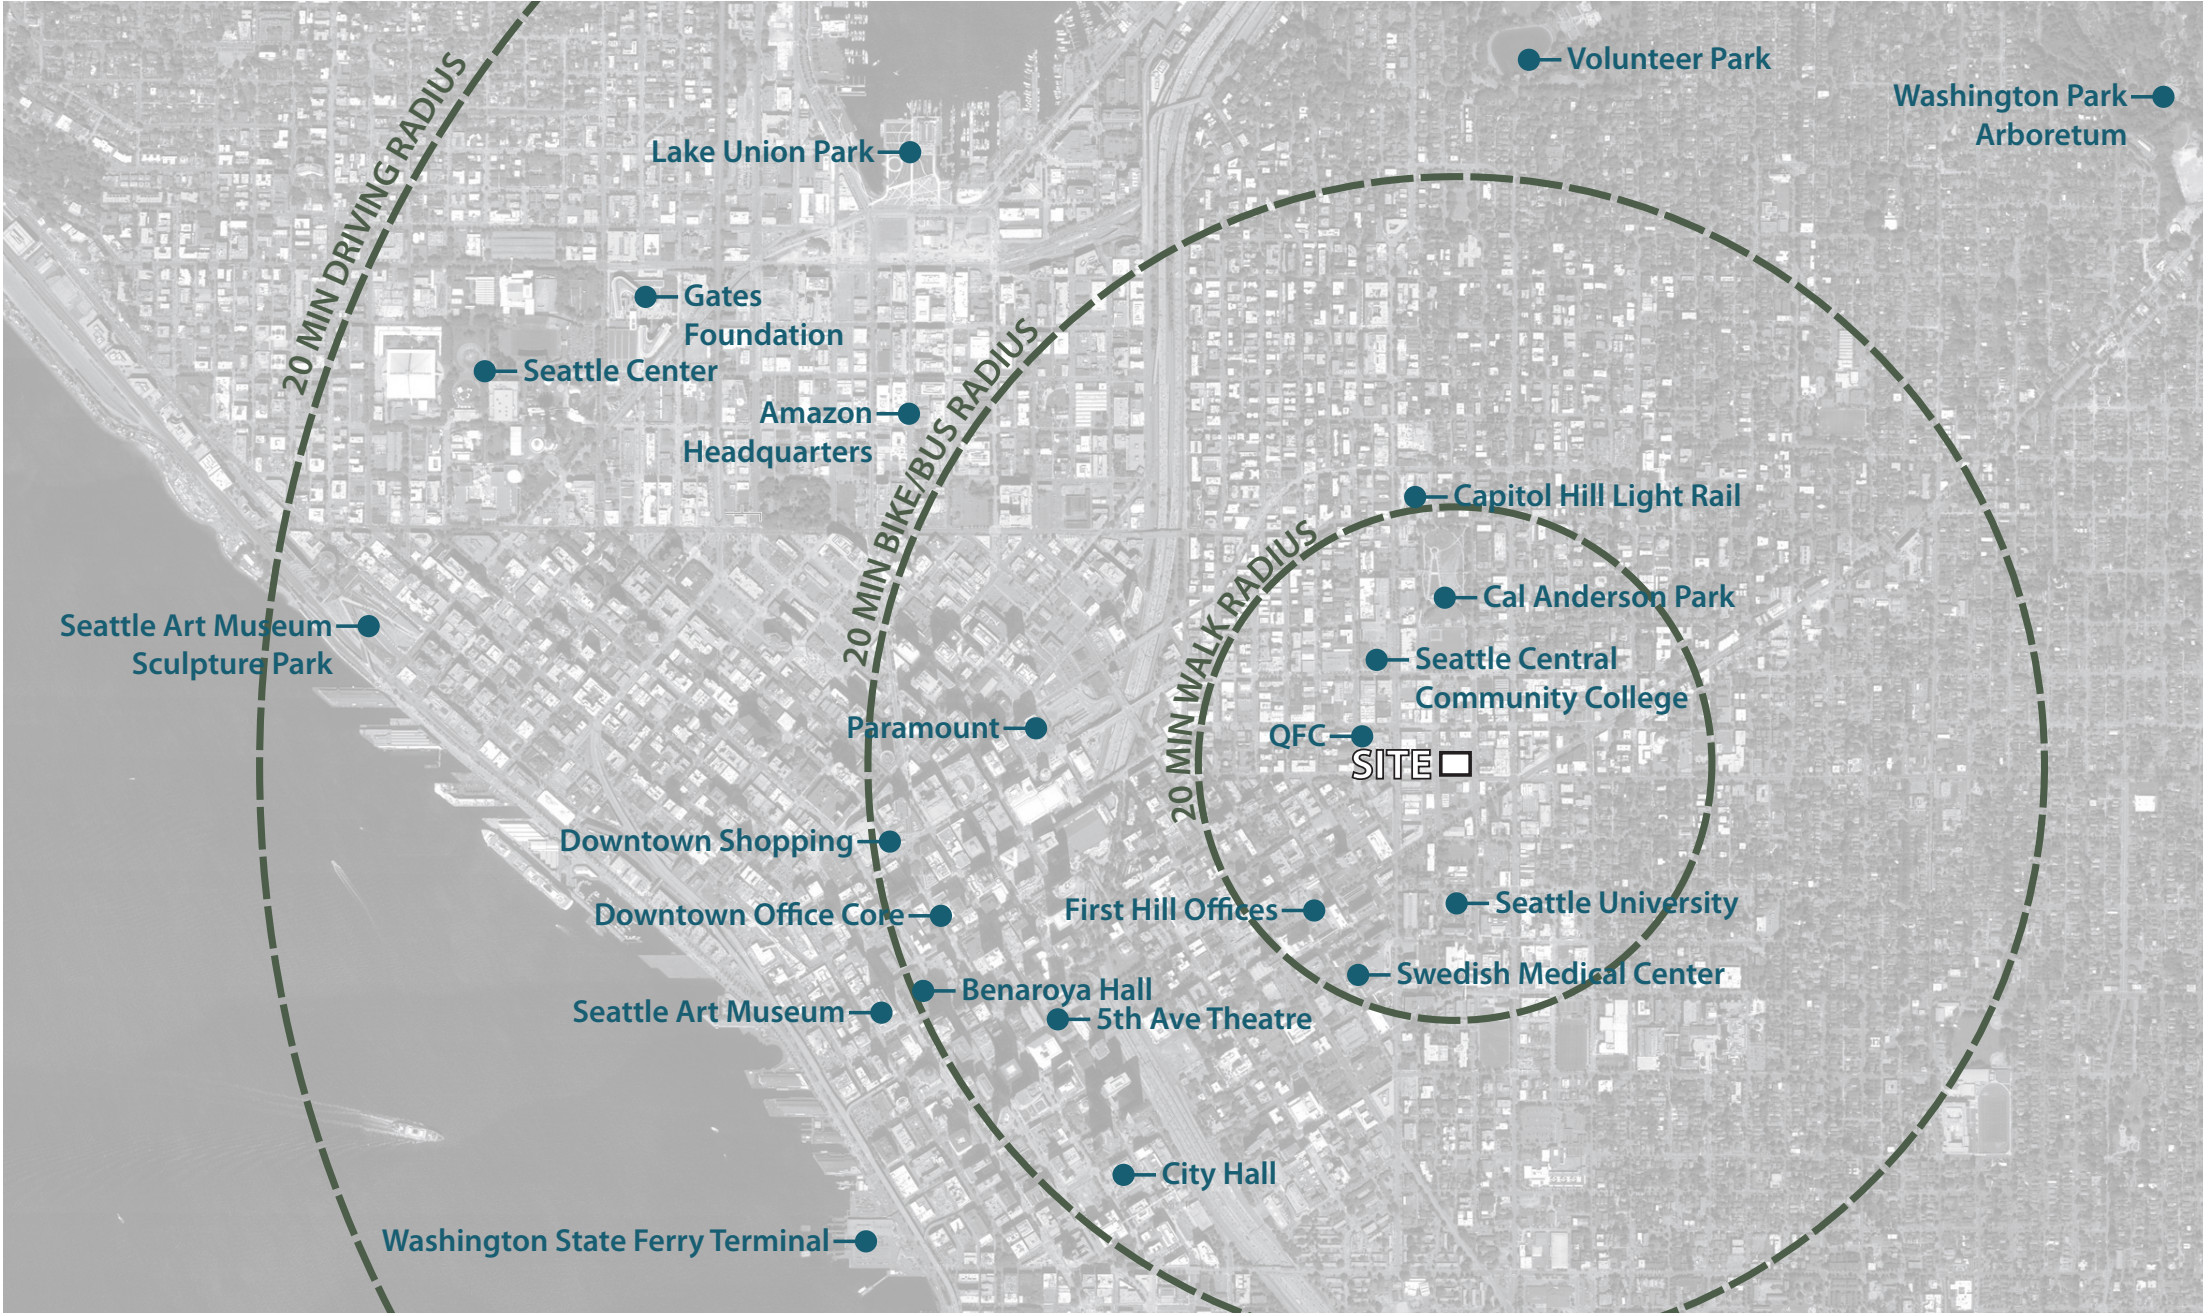 Volunteer Park
Washington Park
Arboretum
20 MIN DRIVING RADIUS
Lake Union Park
Gates
Foundation
Seattle Center
20 MIN BIKE/BUS RADIUS
Amazon
Headquarters
Capitol Hill Light Rail
20 MIN WALK RADIUS
Cal Anderson Park
Seattle Art Museum
Sculpture Park
Seattle Central
Community College
Paramount
QFC
SITE
Downtown Shopping
Seattle University
First Hill Offices
Downtown Office Core
Swedish Medical Center
Benaroya Hall
Seattle Art Museum
5th Ave Theatre
City Hall
Washington State Ferry Terminal